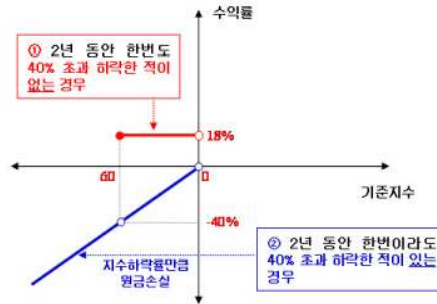 수익률
① 2년 동안 한번도
40% 초과 하락한 적이
없는 경우
18%
60
0
기준지수
-40%
② 2년 동안 한번이라도
40% 초과 하락한 적이 있는
경우
지수하락률만큼
원금손실